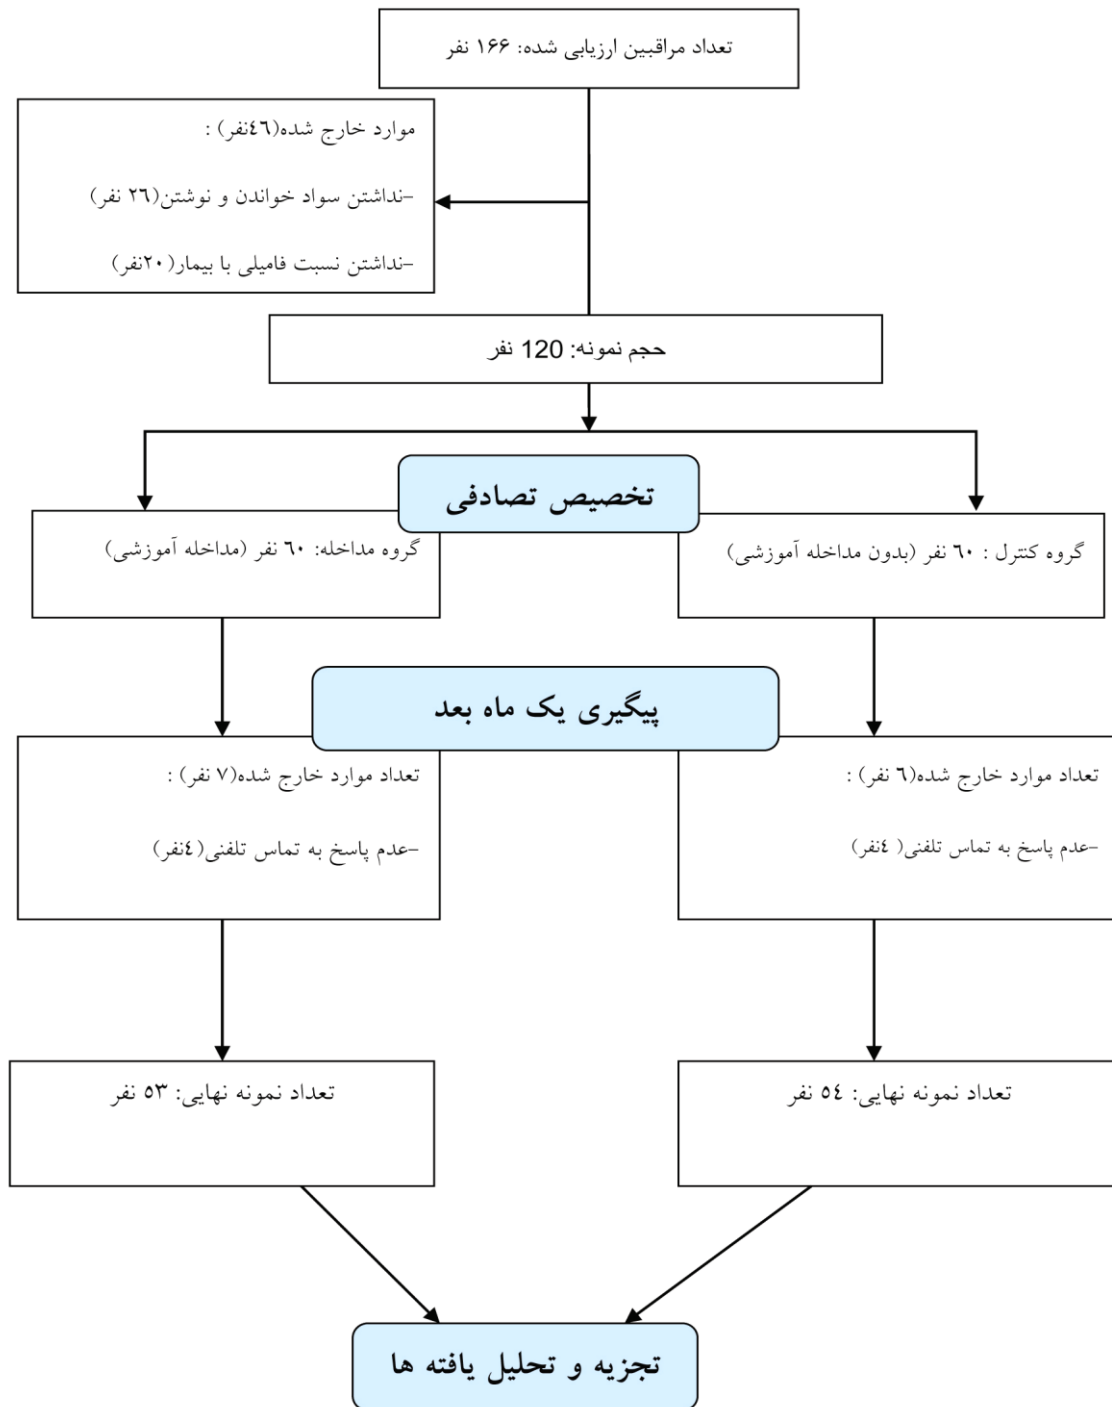 تعداد مراقبین ارزیابی شده: ۱۶۶ نفر
موارد خارج شده(٤٦نفر) :
-نداشتن سواد خواندن و نوشتن(٢٦ نفر)
-نداشتن نسبت فامیلی با بیمار(٢٠نفر)
حجم نمونه: 120 نفر
تخصیص تصادفی
گروه کنترل : ٦٠ نفر (بدون مداخله آموزشی)
گروه مداخله: ٦٠ نفر (مداخله آموزشی)
پیگیری یک ماه بعد
تعداد موارد خارج شده(٦ نفر) :
-عدم پاسخ به تماس تلفنی( ٤نفر)
تعداد موارد خارج شده(٧ نفر) :
-عدم پاسخ به تماس تلفنی(٤نفر)
تعداد نمونه نهایی: ٥٤ نفر
تعداد نمونه نهایی: ٥٣ نفر
تجزیه و تحلیل یافته ها